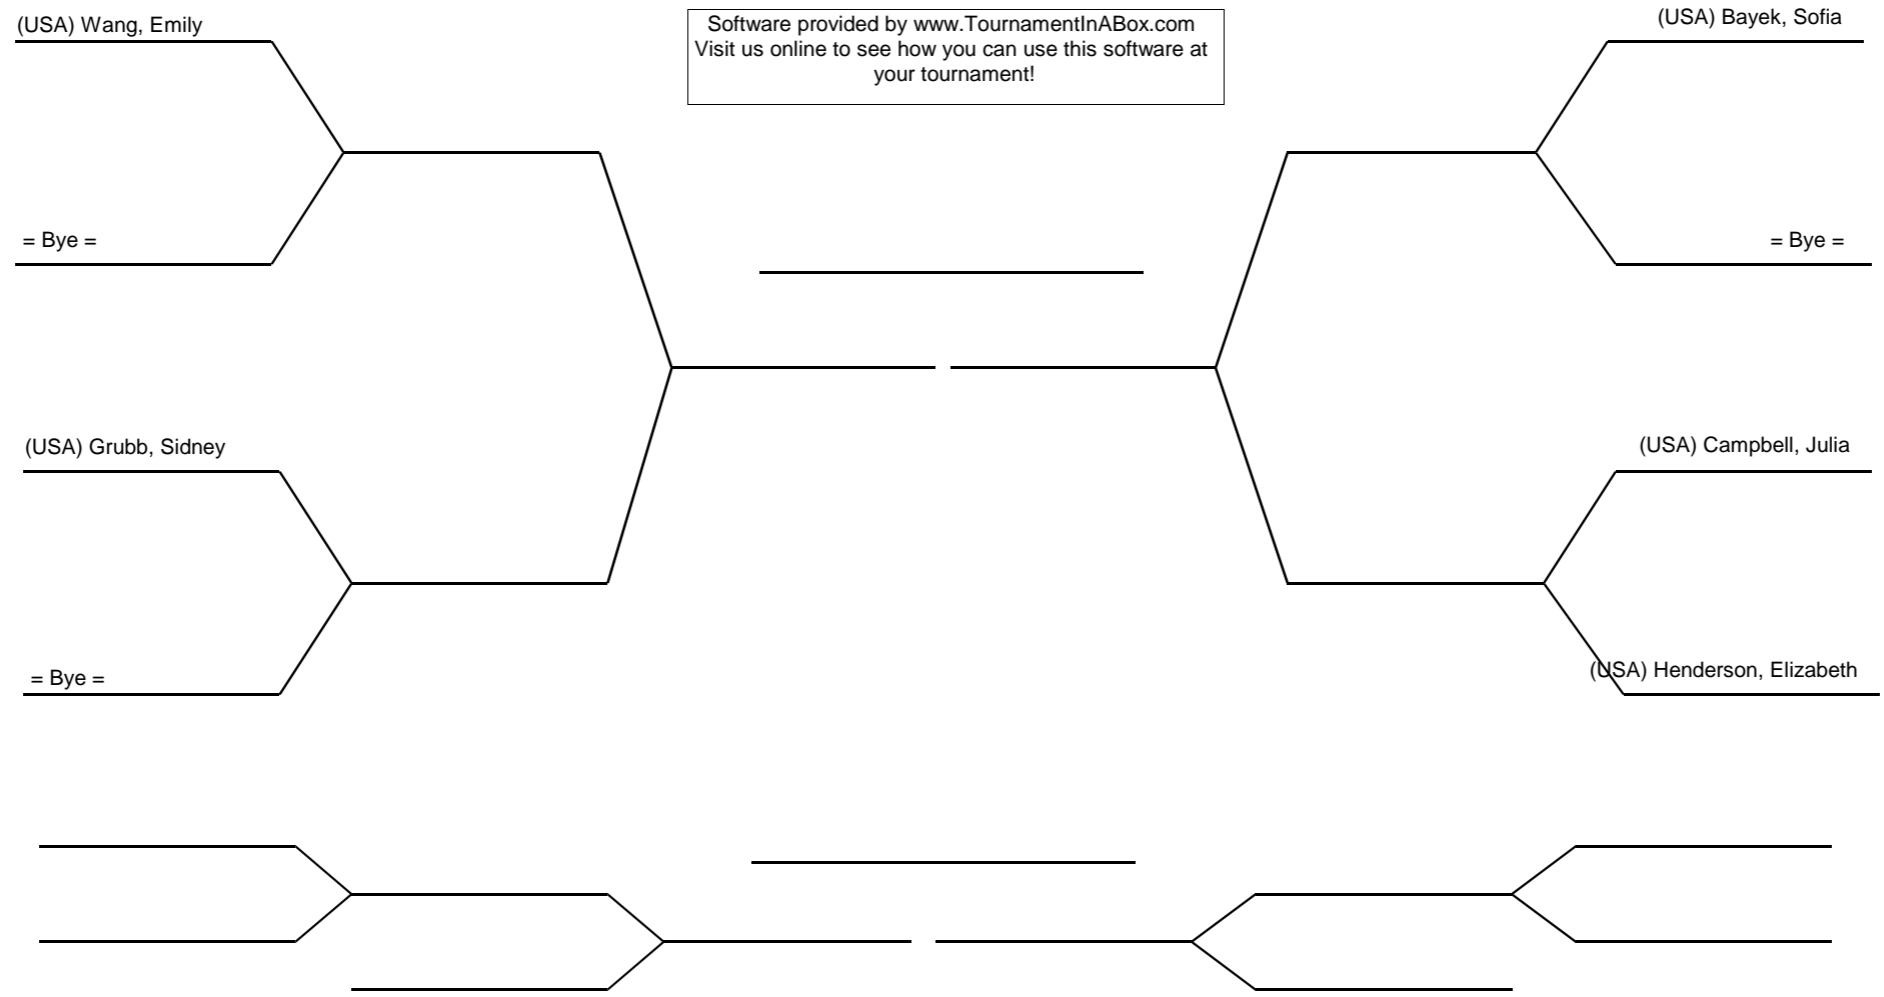 (USA) Wang, Emily
Software provided by www.TournamentInABox.com
Visit us online to see how you can use this software at
your tournament!
(USA) Bayek, Sofia
= Bye =
= Bye =
(USA) Grubb, Sidney
(USA) Campbell, Julia
= Bye =
(USA) Henderson, Elizabeth